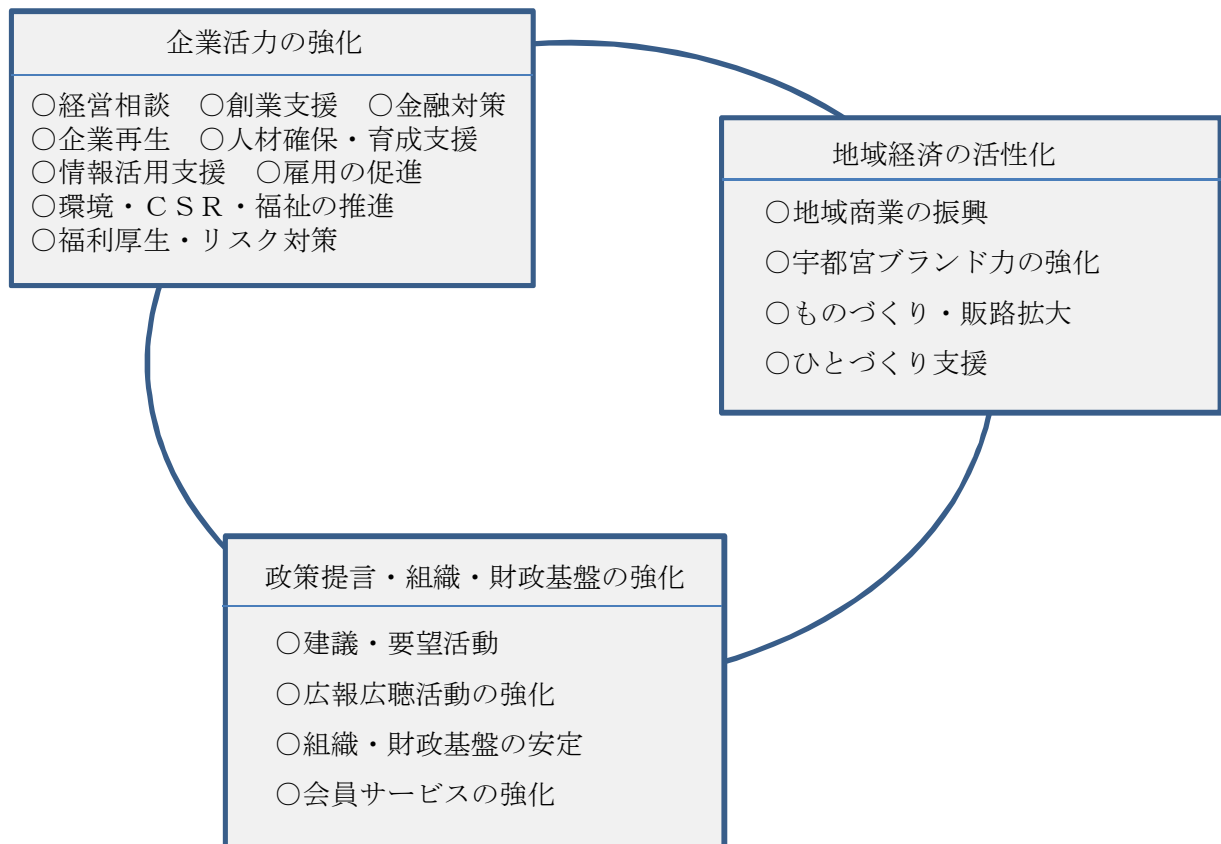 企業活力の強化
○経営相談　○創業支援　○金融対策
○企業再生　○人材確保・育成支援
○情報活用支援　○雇用の促進
○環境・ＣＳＲ・福祉の推進
○福利厚生・リスク対策
地域経済の活性化
○地域商業の振興
○宇都宮ブランド力の強化
○ものづくり・販路拡大
○ひとづくり支援
政策提言・組織・財政基盤の強化
○建議・要望活動
○広報広聴活動の強化
○組織・財政基盤の安定
○会員サービスの強化